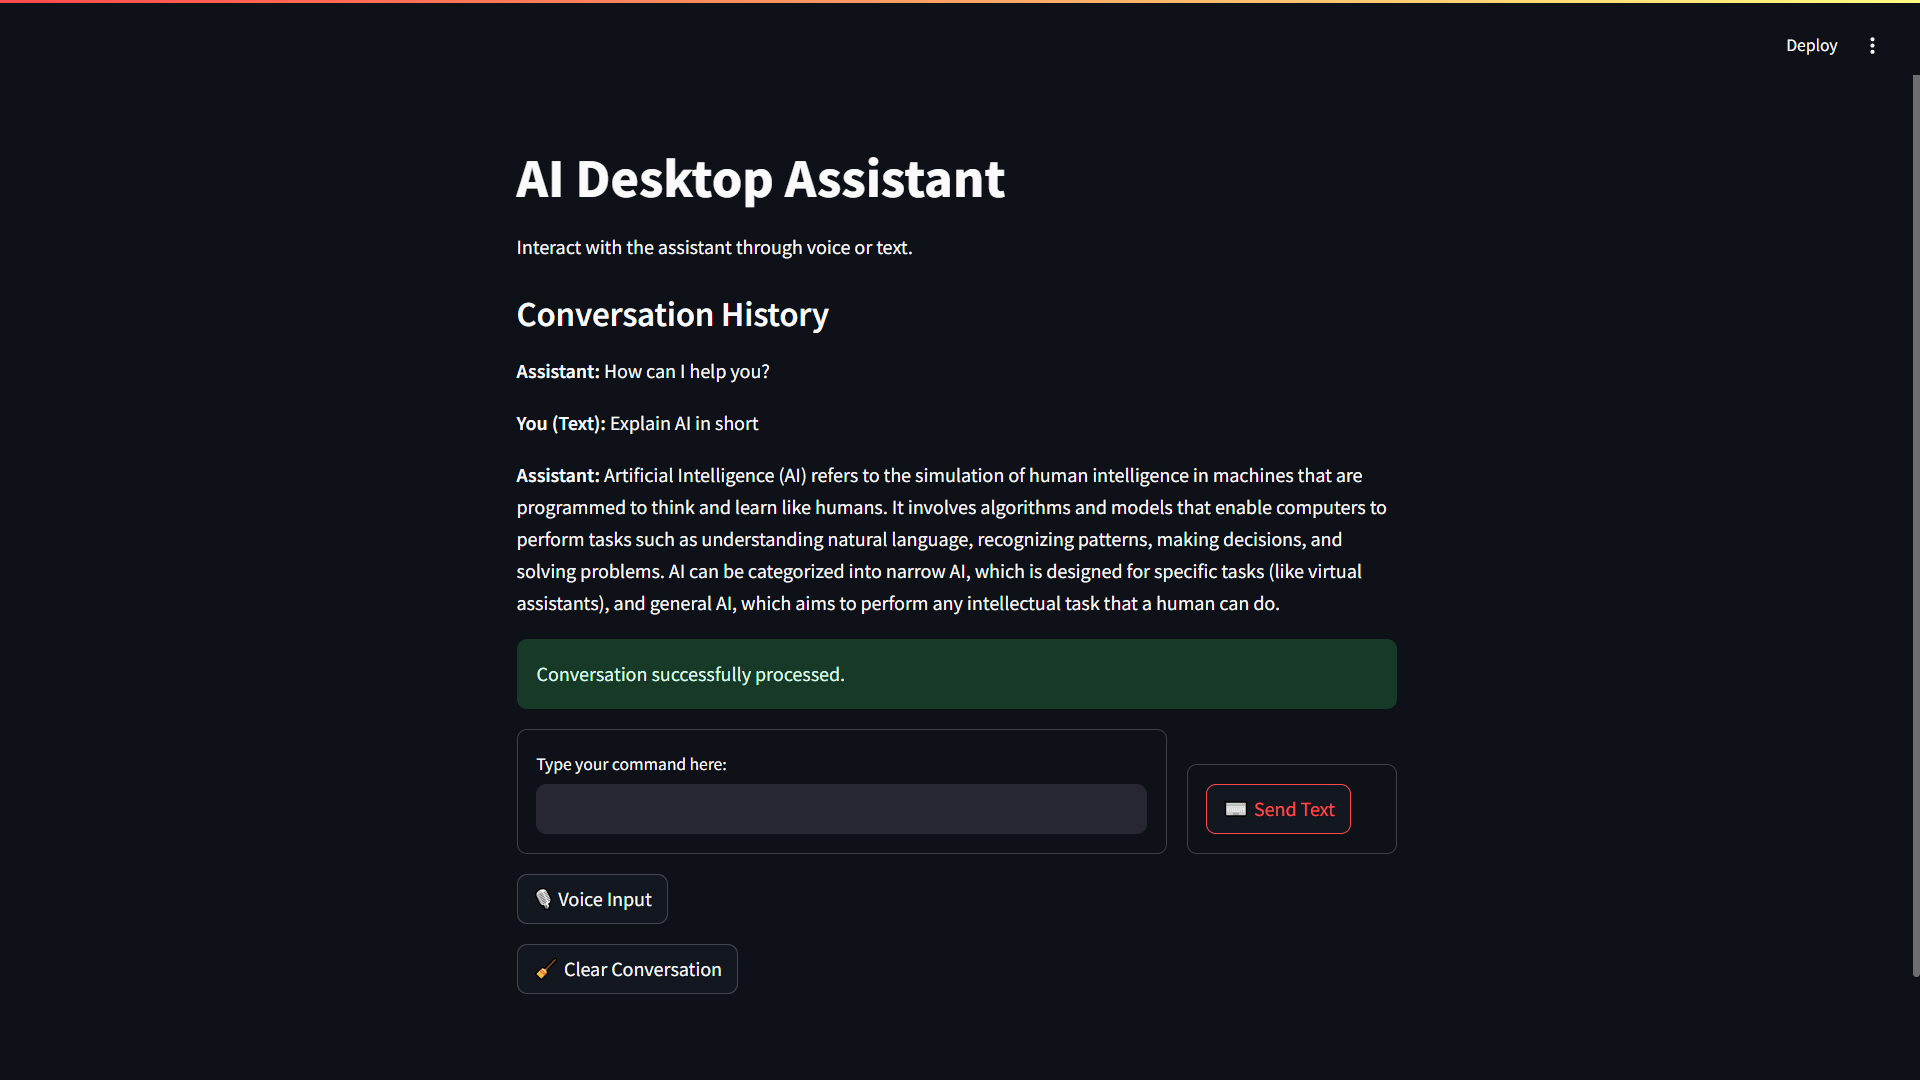 Deploy
AI Desktop Assistant
Interact with the assistant through voice or text.
Conversation History
Assistant: How can I help you?
You (Text): Explain AI in short
Assistant: Artificial Intelligence (AI) refers to the simulation of human intelligence in machines that are
programmed to think and learn like humans. It involves algorithms and models that enable computers to
perform tasks such as understanding natural language, recognizing patterns, making decisions, and
solving problems. AI can be categorized into narrow AI, which is designed for specific tasks (like virtual
assistants), and general AI, which aims to perform any intellectual task that a human can do.
Conversation successfully processed.
Type your command here:
Send Text
Voice Input
Clear Conversation